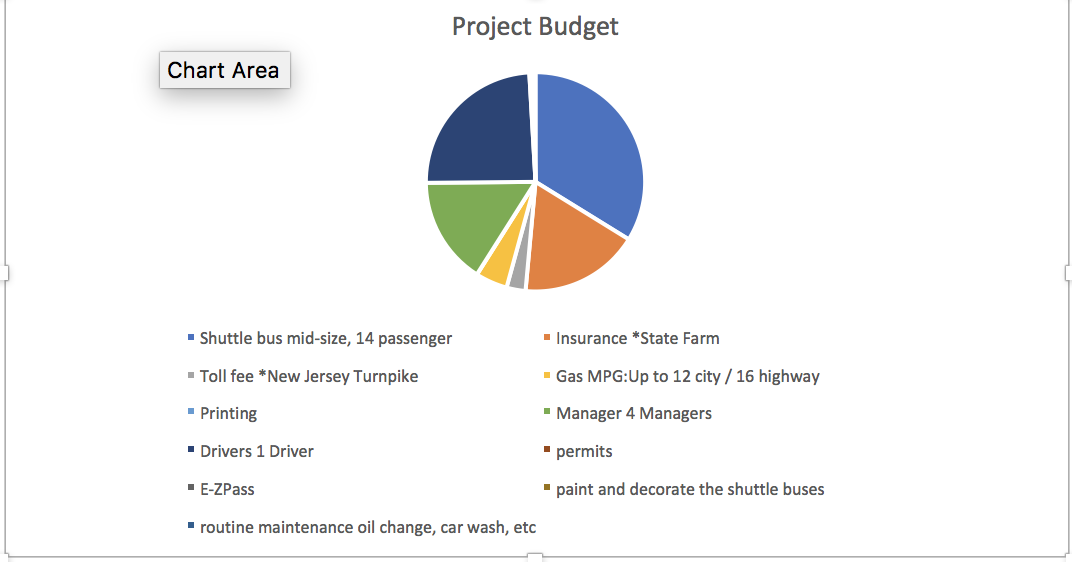 Project Budget
Chart Area
Shuttle bus mid-size, 14 passenger
Insurance *State Farm
Toll fee *New Jersey Turnpike
Gas MPG:Up to 12 city / 16 highway
Printing
Manager 4 Managers
Drivers 1 Driver
permits
E-ZPass
paint and decorate the shuttle buses
routine maintenance oil change, car wash, etc